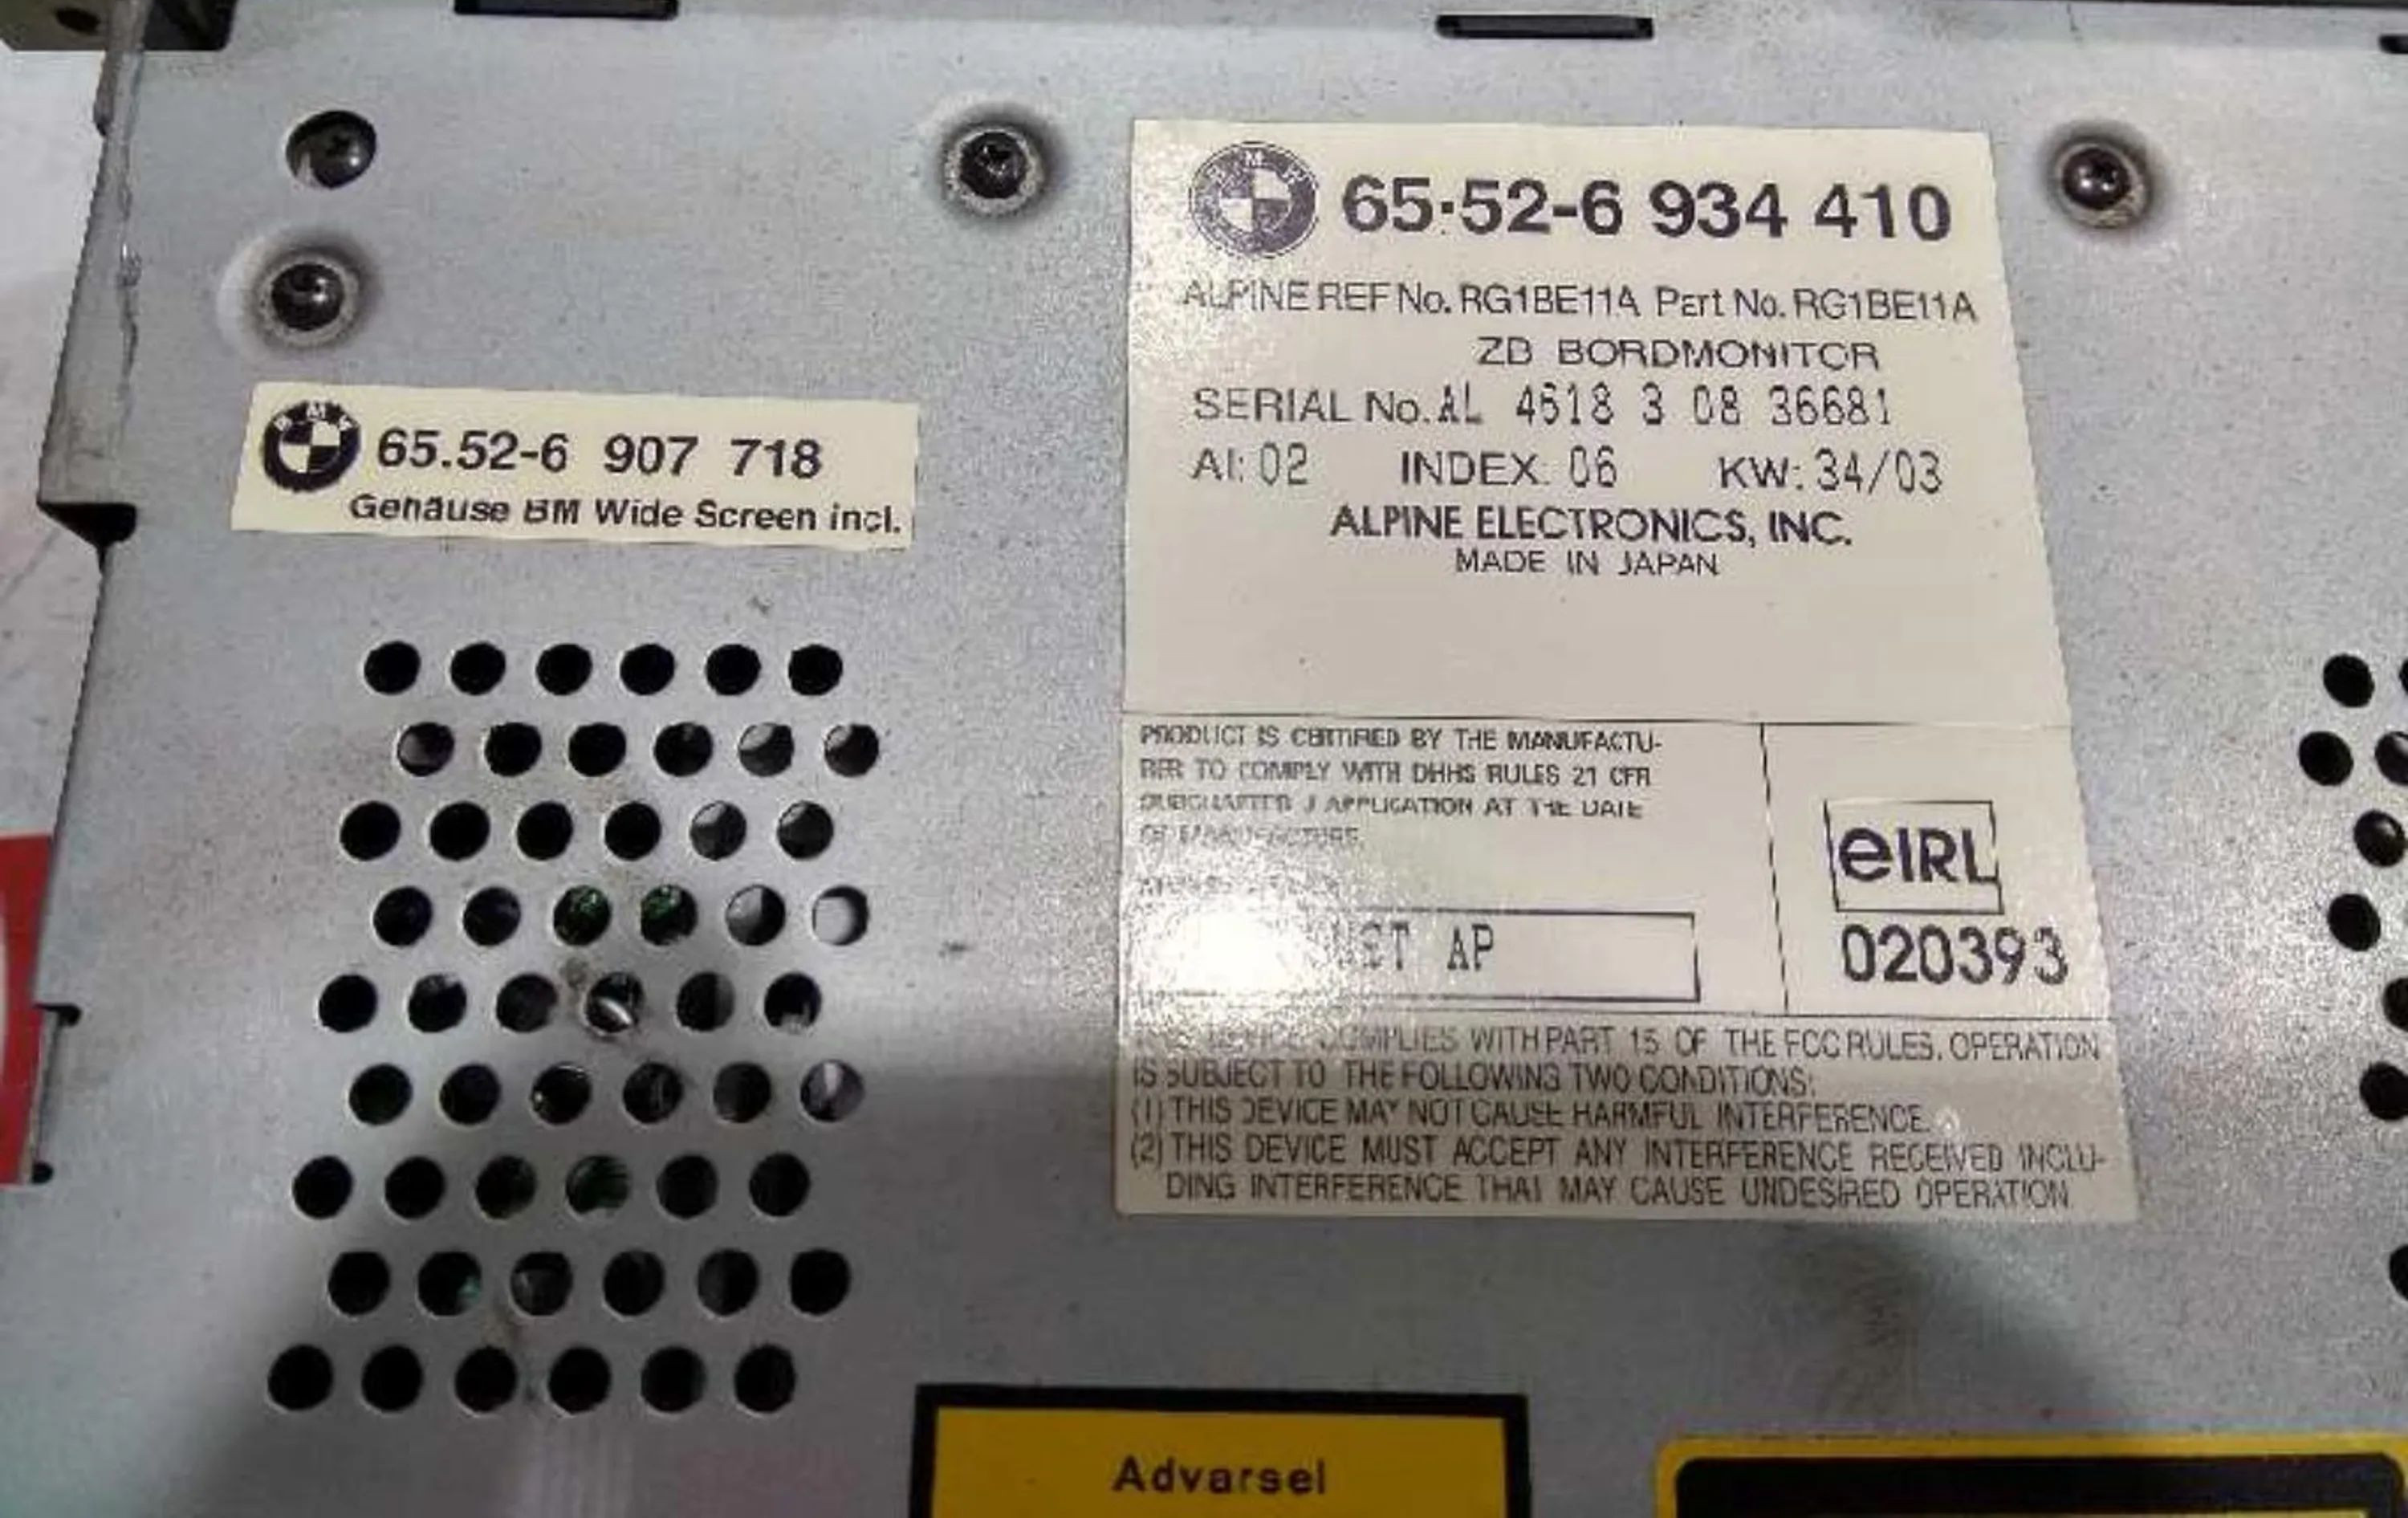 65.52-6 907 718
Gehäuse BM Wide Screen incl.
65.52-6 934 410
ALPINE REF No. RG1BE11A Part No. RG1BE11A
ZB BORDMONITOR
SERIAL No. AL 4618 3 08 36681
AI: 02 INDEX: 06 KW: 34/03
ALPINE ELECTRONICS, INC.
MADE IN JAPAN
PRODUCT IS CERTIFIED BY THE MANUFACTU-
RER TO COMPLY WITH DHHS RULES 21 CFR
SUBCHAPTER J APPLICATION AT THE DATE
OF MANUFACTURE.
AP
eIRL
020393
DEVICE COMPLIES WITH PART 15 OF THE FCC RULES. OPERATION
IS SUBJECT TO THE FOLLOWING TWO CONDITIONS:
(1) THIS DEVICE MAY NOT CAUSE HARMFUL INTERFERENCE.
(2) THIS DEVICE MUST ACCEPT ANY INTERFERENCE RECEIVED INCLU-
DING INTERFERENCE THAT MAY CAUSE UNDESIRED OPERATION.
Advarsel